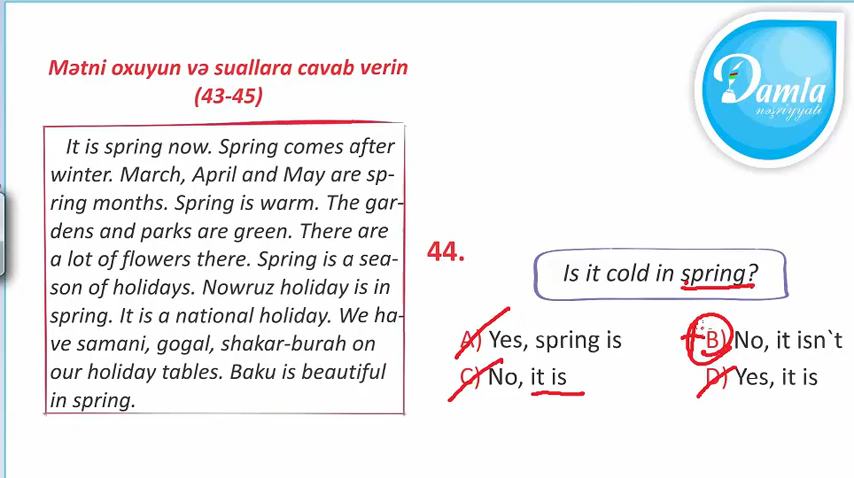 Mətni oxuyun və suallara cavab verin
(43-45)
It is spring now. Spring comes after
winter. March, April and May are sp-
ring months. Spring is warm. The gar-
dens and parks are green. There are
a lot of flowers there. Spring is a sea-
son of holidays. Nowruz holiday is in
spring. It is a national holiday. We ha-
ve samani, gogal, shakar-burah on
our holiday tables. Baku is beautiful
in spring.
Damla
nəşriyyatı
44.
Is it cold in spring?
A) Yes, spring is
B) No, it isn`t
C) No, it is
D) Yes, it is